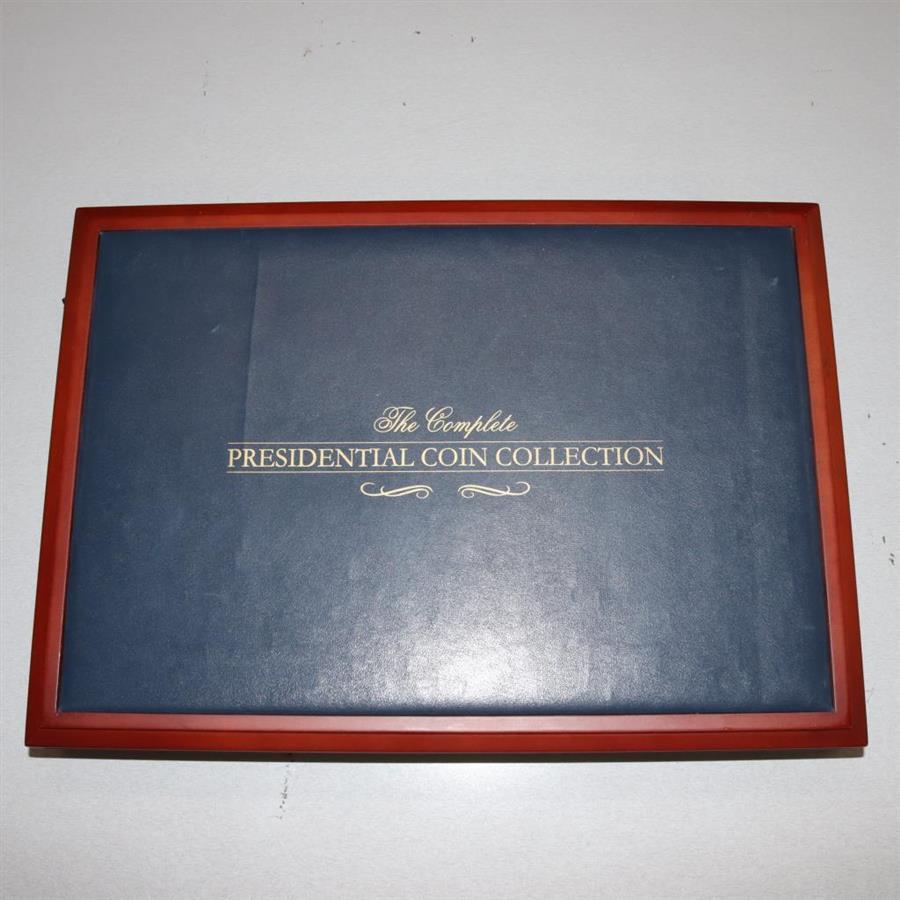 The Complete
PRESIDENTIAL COIN COLLECTION